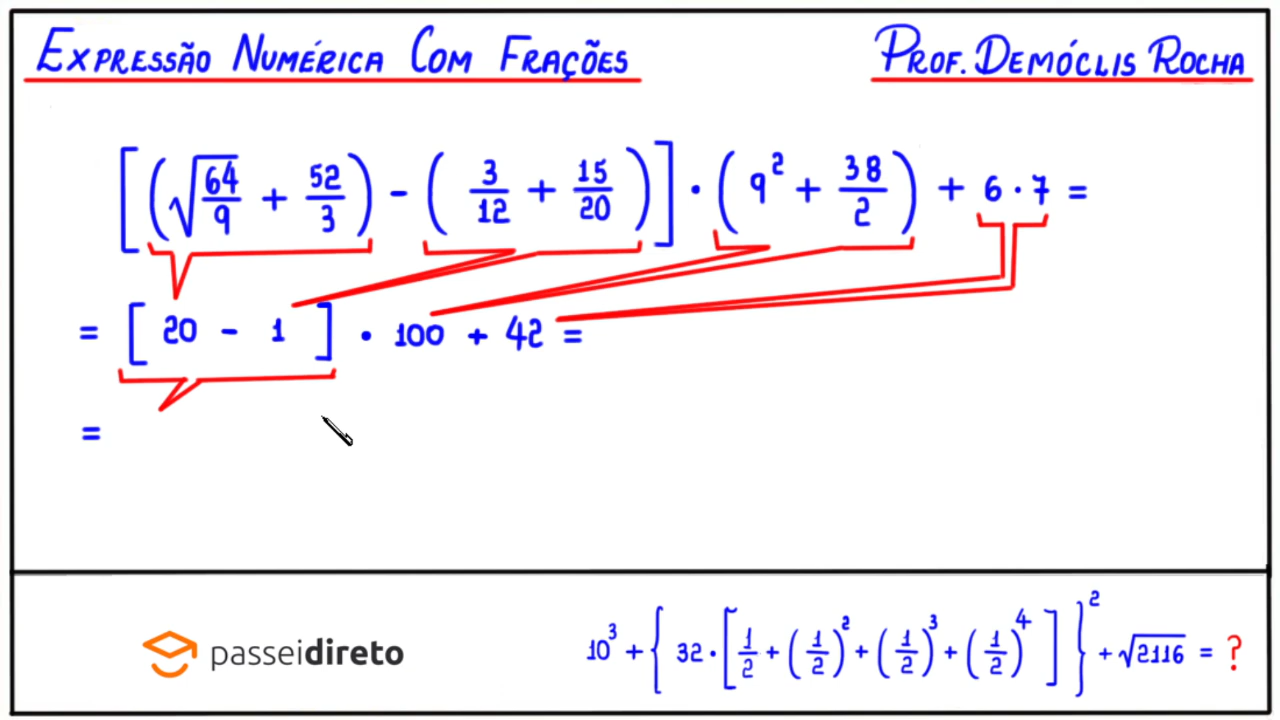 EXPRESSÃO NUMÉRICA COM FRAÇÕES
PROF. DEMÓCLIS ROCHA
[(√(64/9) + 52/3) - (3/12 + 15/20)] · (9² + 38/2) + 6 · 7 =
= [20 - 1] · 100 + 42 =
=
passeidireto
10³ + {32 · [1/2 + (1/2)² + (1/2)³ + (1/2)⁴]}² + √2116 = ?